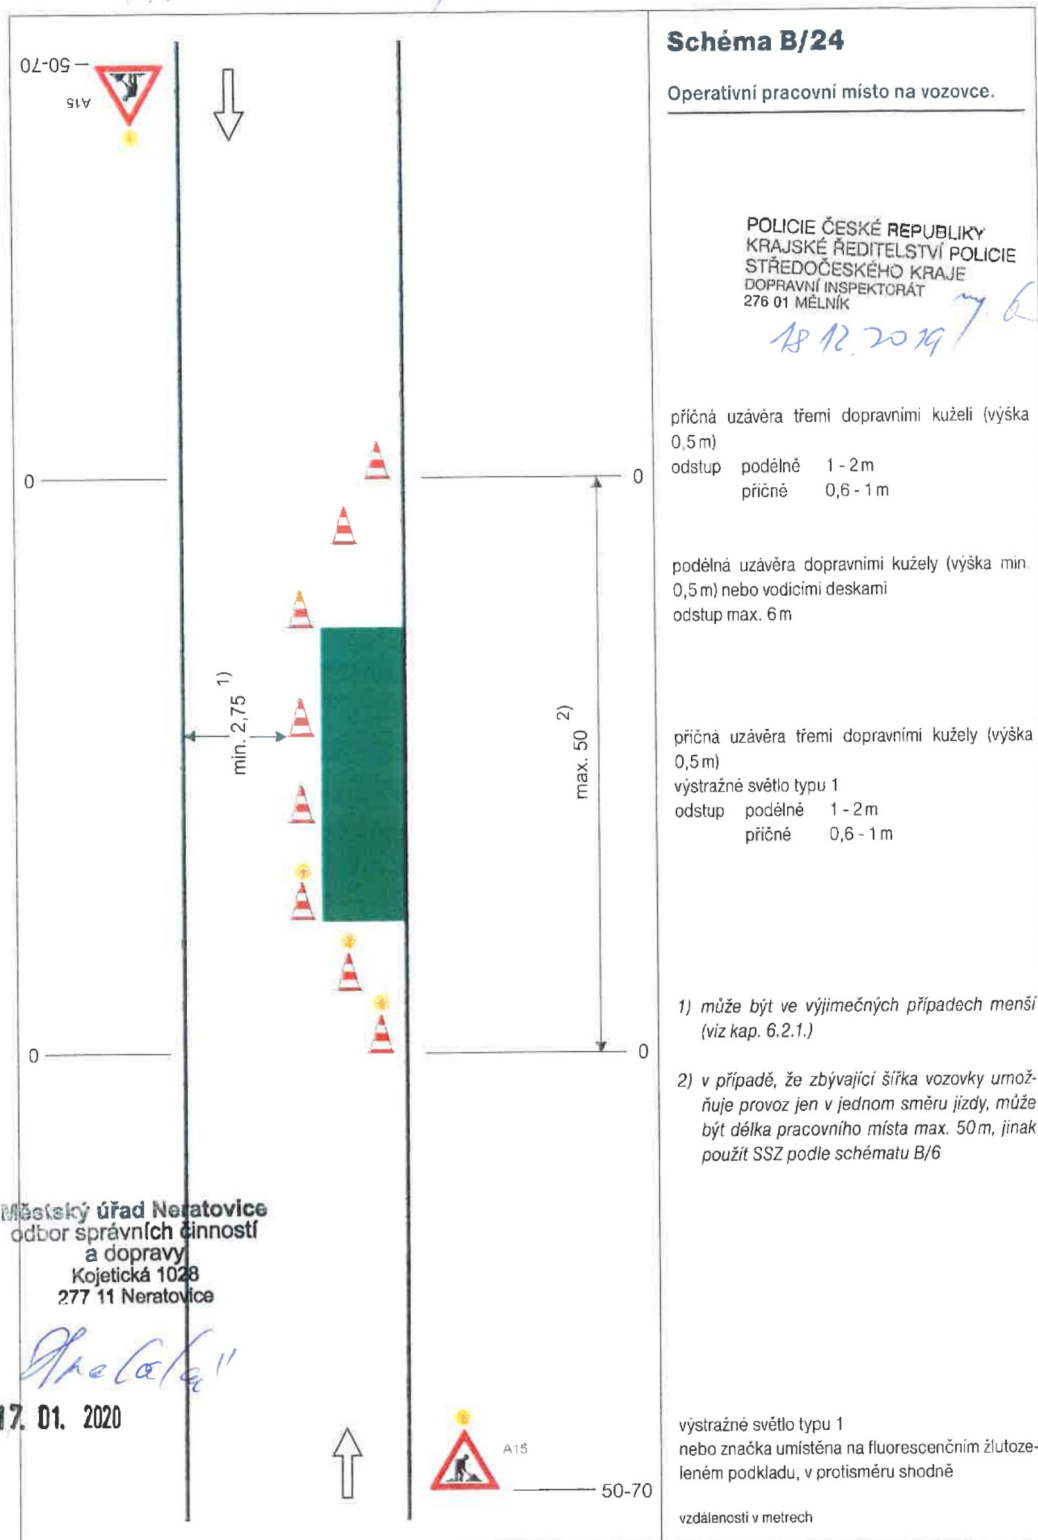 Schéma B/24
Operativní pracovní místo na vozovce.
POLICIE ČESKÉ REPUBLIKY
KRAJSKÉ ŘEDITELSTVÍ POLICIE
STŘEDOČESKÉHO KRAJE
DOPRAVNÍ INSPEKTORÁT
276 01 MĚLNÍK
18 12. 2019
50-70
A15
0
0
příčná uzávěra třemi dopravními kuželi (výška
0,5 m)
odstup podélně 1 - 2 m
příčně 0,6 - 1 m
podélná uzávěra dopravními kužely (výška min.
0,5 m) nebo vodicími deskami
odstup max. 6 m
min. 2,75 1)
max. 50 2)
příčná uzávěra třemi dopravními kužely (výška
0,5 m)
výstražné světlo typu 1
odstup podélně 1 - 2 m
příčně 0,6 - 1 m
0
0
1) může být ve výjimečných případech menší
(viz kap. 6.2.1.)
2) v případě, že zbývající šířka vozovky umož-
ňuje provoz jen v jednom směru jízdy, může
být délka pracovního místa max. 50 m, jinak
použít SSZ podle schématu B/6
Městský úřad Neratovice
odbor správních činností
a dopravy
Kojetická 1028
277 11 Neratovice
17. 01. 2020
A15
50-70
výstražné světlo typu 1
nebo značka umístěna na fluorescenčním žlutoze-
leném podkladu, v protisměru shodně
vzdálenosti v metrech